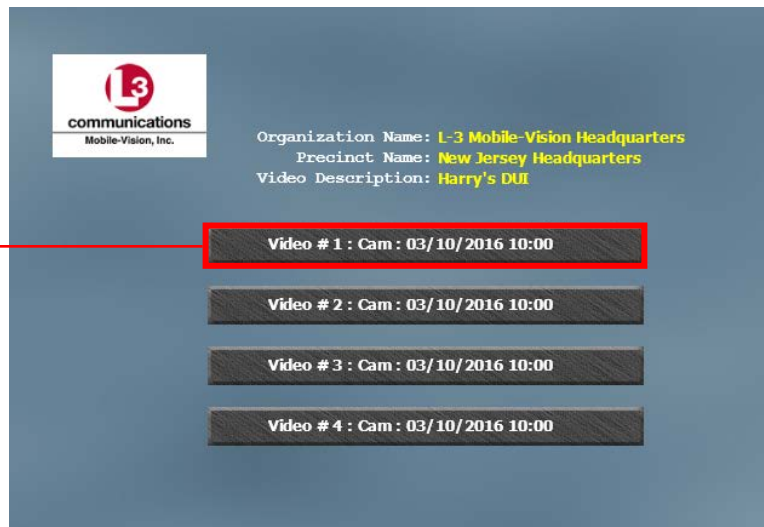 L3
communications
Mobile-Vision, Inc.
Organization Name: L-3 Mobile-Vision Headquarters
Precinct Name: New Jersey Headquarters
Video Description: Harry's DUI
Video # 1 : Cam : 03/10/2016 10:00
Video # 2 : Cam : 03/10/2016 10:00
Video # 3 : Cam : 03/10/2016 10:00
Video # 4 : Cam : 03/10/2016 10:00